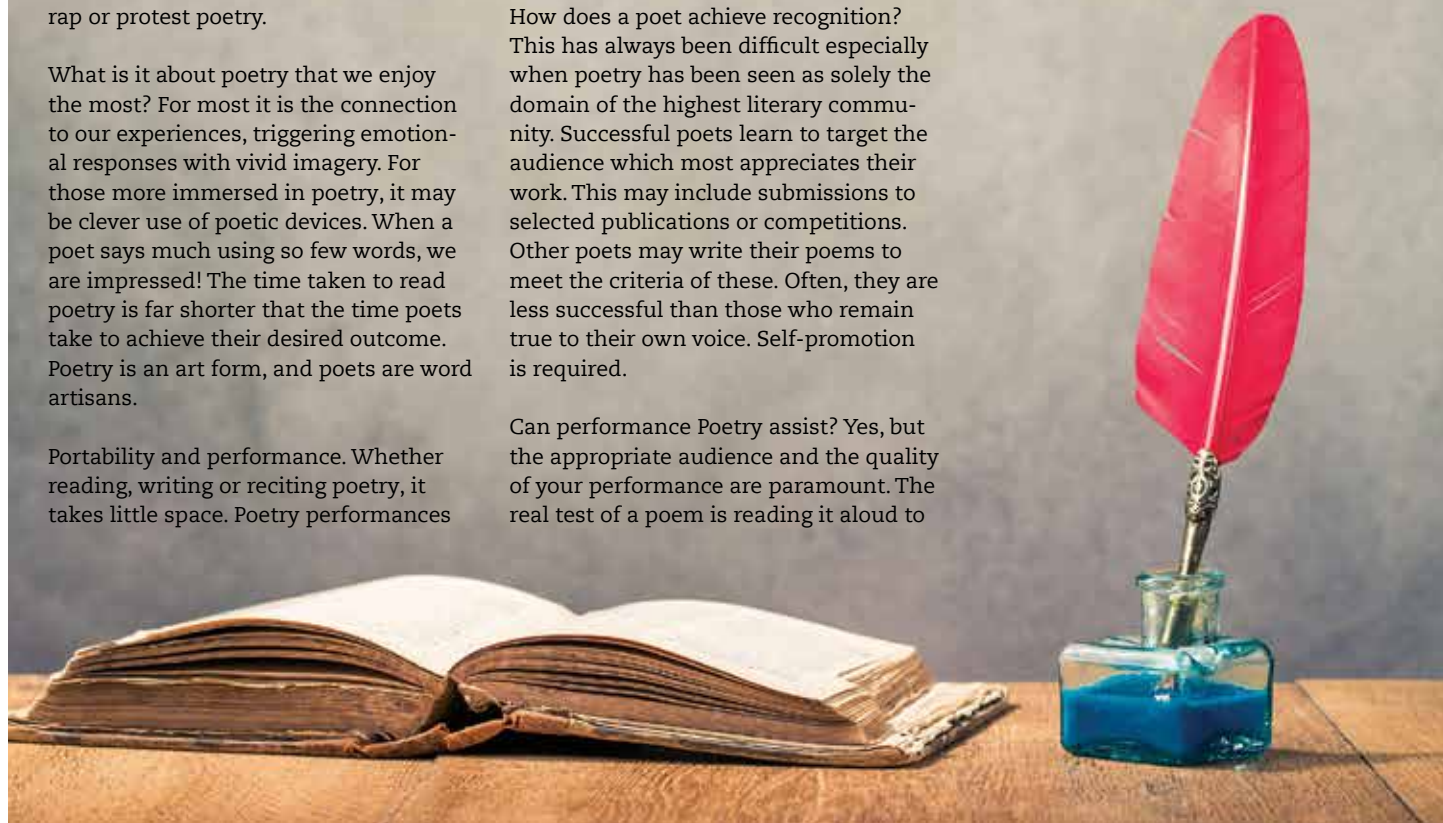 rap or protest poetry.
What is it about poetry that we enjoy
the most? For most it is the connection
to our experiences, triggering emotion-
al responses with vivid imagery. For
those more immersed in poetry, it may
be clever use of poetic devices. When a
poet says much using so few words, we
are impressed! The time taken to read
poetry is far shorter that the time poets
take to achieve their desired outcome.
Poetry is an art form, and poets are word
artisans.
Portability and performance. Whether
reading, writing or reciting poetry, it
takes little space. Poetry performances
How does a poet achieve recognition?
This has always been difficult especially
when poetry has been seen as solely the
domain of the highest literary commu-
nity. Successful poets learn to target the
audience which most appreciates their
work. This may include submissions to
selected publications or competitions.
Other poets may write their poems to
meet the criteria of these. Often, they are
less successful than those who remain
true to their own voice. Self-promotion
is required.
Can performance Poetry assist? Yes, but
the appropriate audience and the quality
of your performance are paramount. The
real test of a poem is reading it aloud to